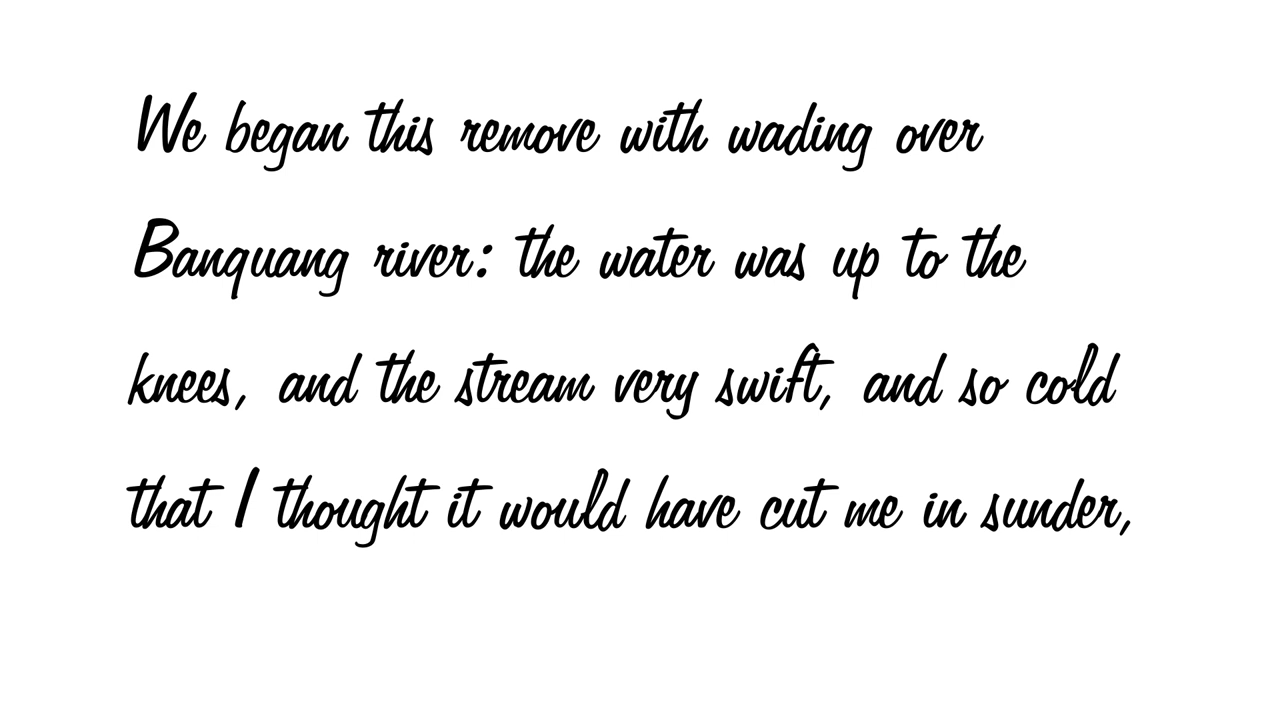 We began this remove with wading over
Banquang river: the water was up to the
knees, and the stream very swift, and so cold
that I thought it would have cut me in sunder,